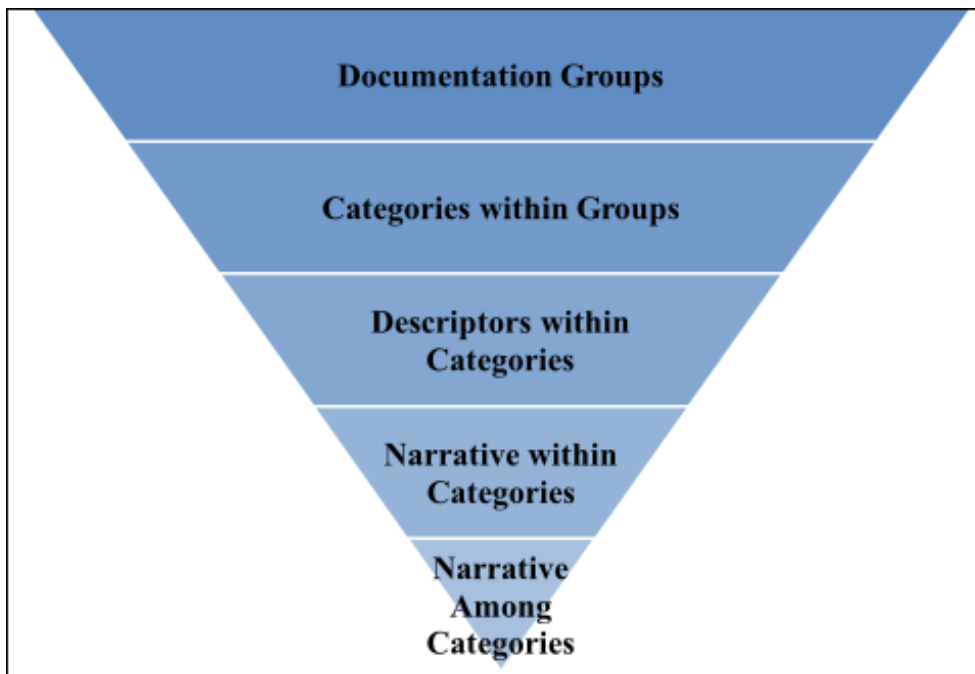 Documentation Groups
Categories within Groups
Descriptors within
Categories
Narrative within
Categories
Narrative
Among
Categories